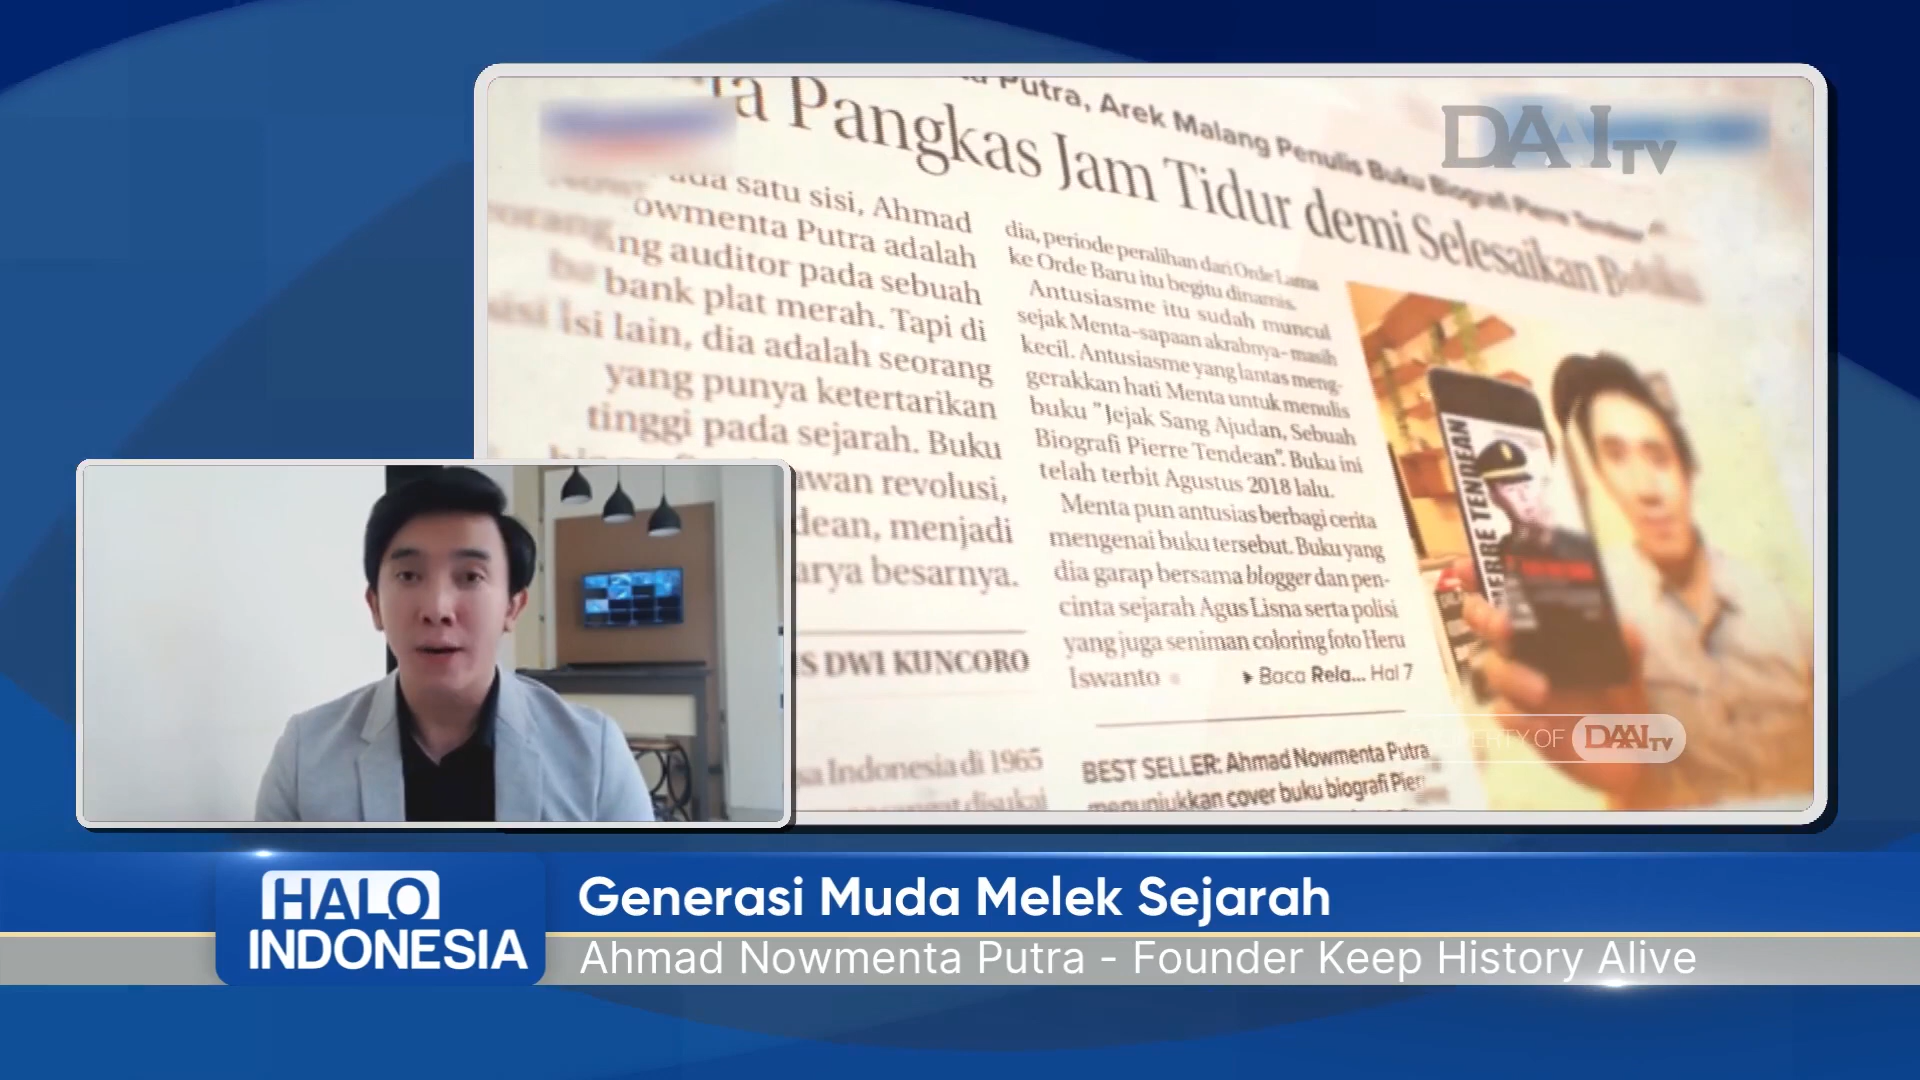 Putra, Arek Malang Penulis Buku Biografi Pierre Tendean
Pangkas Jam Tidur demi Selesaikan
DAAI TV
satu sisi, Ahmad
owmenta Putra adalah
ng auditor pada sebuah
bank plat merah. Tapi di
isi lain, dia adalah seorang
yang punya ketertarikan
tinggi pada sejarah. Buku
awan revolusi,
dean, menjadi
arya besarnya.
S DWI KUNCORO
sa Indonesia di 1965
dia, periode peralihan dari Orde Lama
ke Orde Baru itu begitu dinamis.
Antusiasme itu sudah muncul
sejak Menta-sapaan akrabnya-masih
kecil. Antusiasme yang lantas meng-
gerakkan hati Menta untuk menulis
buku "Jejak Sang Ajudan, Sebuah
Biografi Pierre Tendean". Buku ini
telah terbit Agustus 2018 lalu.
Menta pun antusias berbagi cerita
mengenai buku tersebut. Buku yang
dia garap bersama blogger dan pen-
cinta sejarah Agus Lisna serta polisi
yang juga seniman coloring foto Heru
Iswanto
Baca Rela... Hal 7
BEST SELLER: Ahmad Nowmenta Putra
menunjukkan cover buku biografi Pier
ERRE TENDEAN
PERTY OF DAAI TV
HALO
INDONESIA
Generasi Muda Melek Sejarah
Ahmad Nowmenta Putra - Founder Keep History Alive